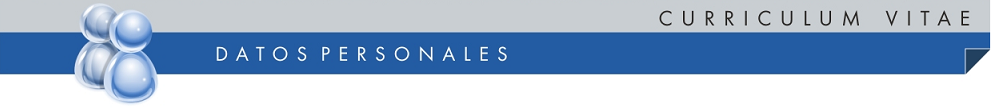 CURRICULUM VITAE
DATOS PERSONALES